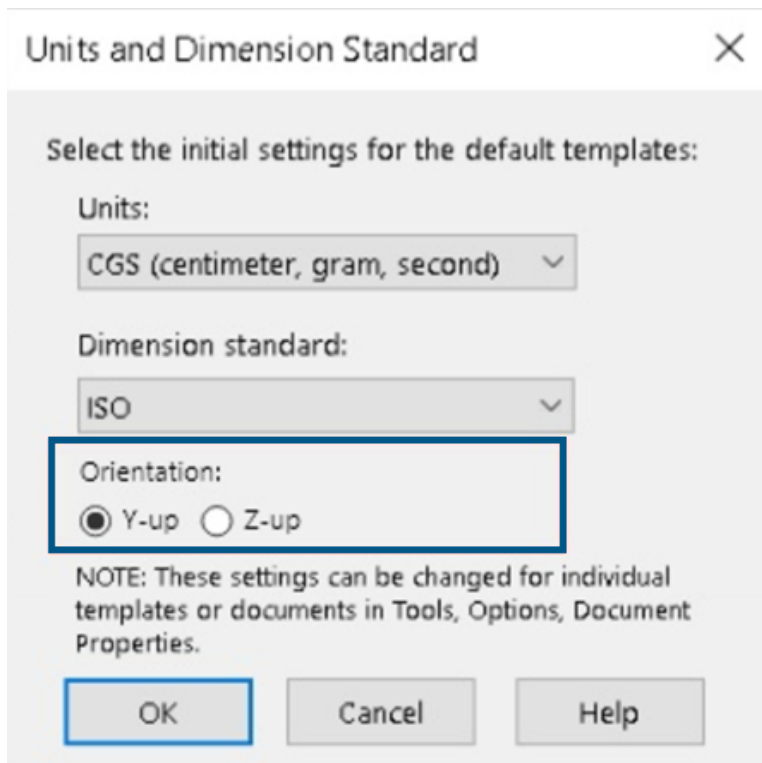 Units and Dimension Standard
Select the initial settings for the default templates:
Units:
CGS (centimeter, gram, second)
Dimension standard:
ISO
Orientation:
Y-up Z-up
NOTE: These settings can be changed for individual
templates or documents in Tools, Options, Document
Properties.
OK Cancel Help